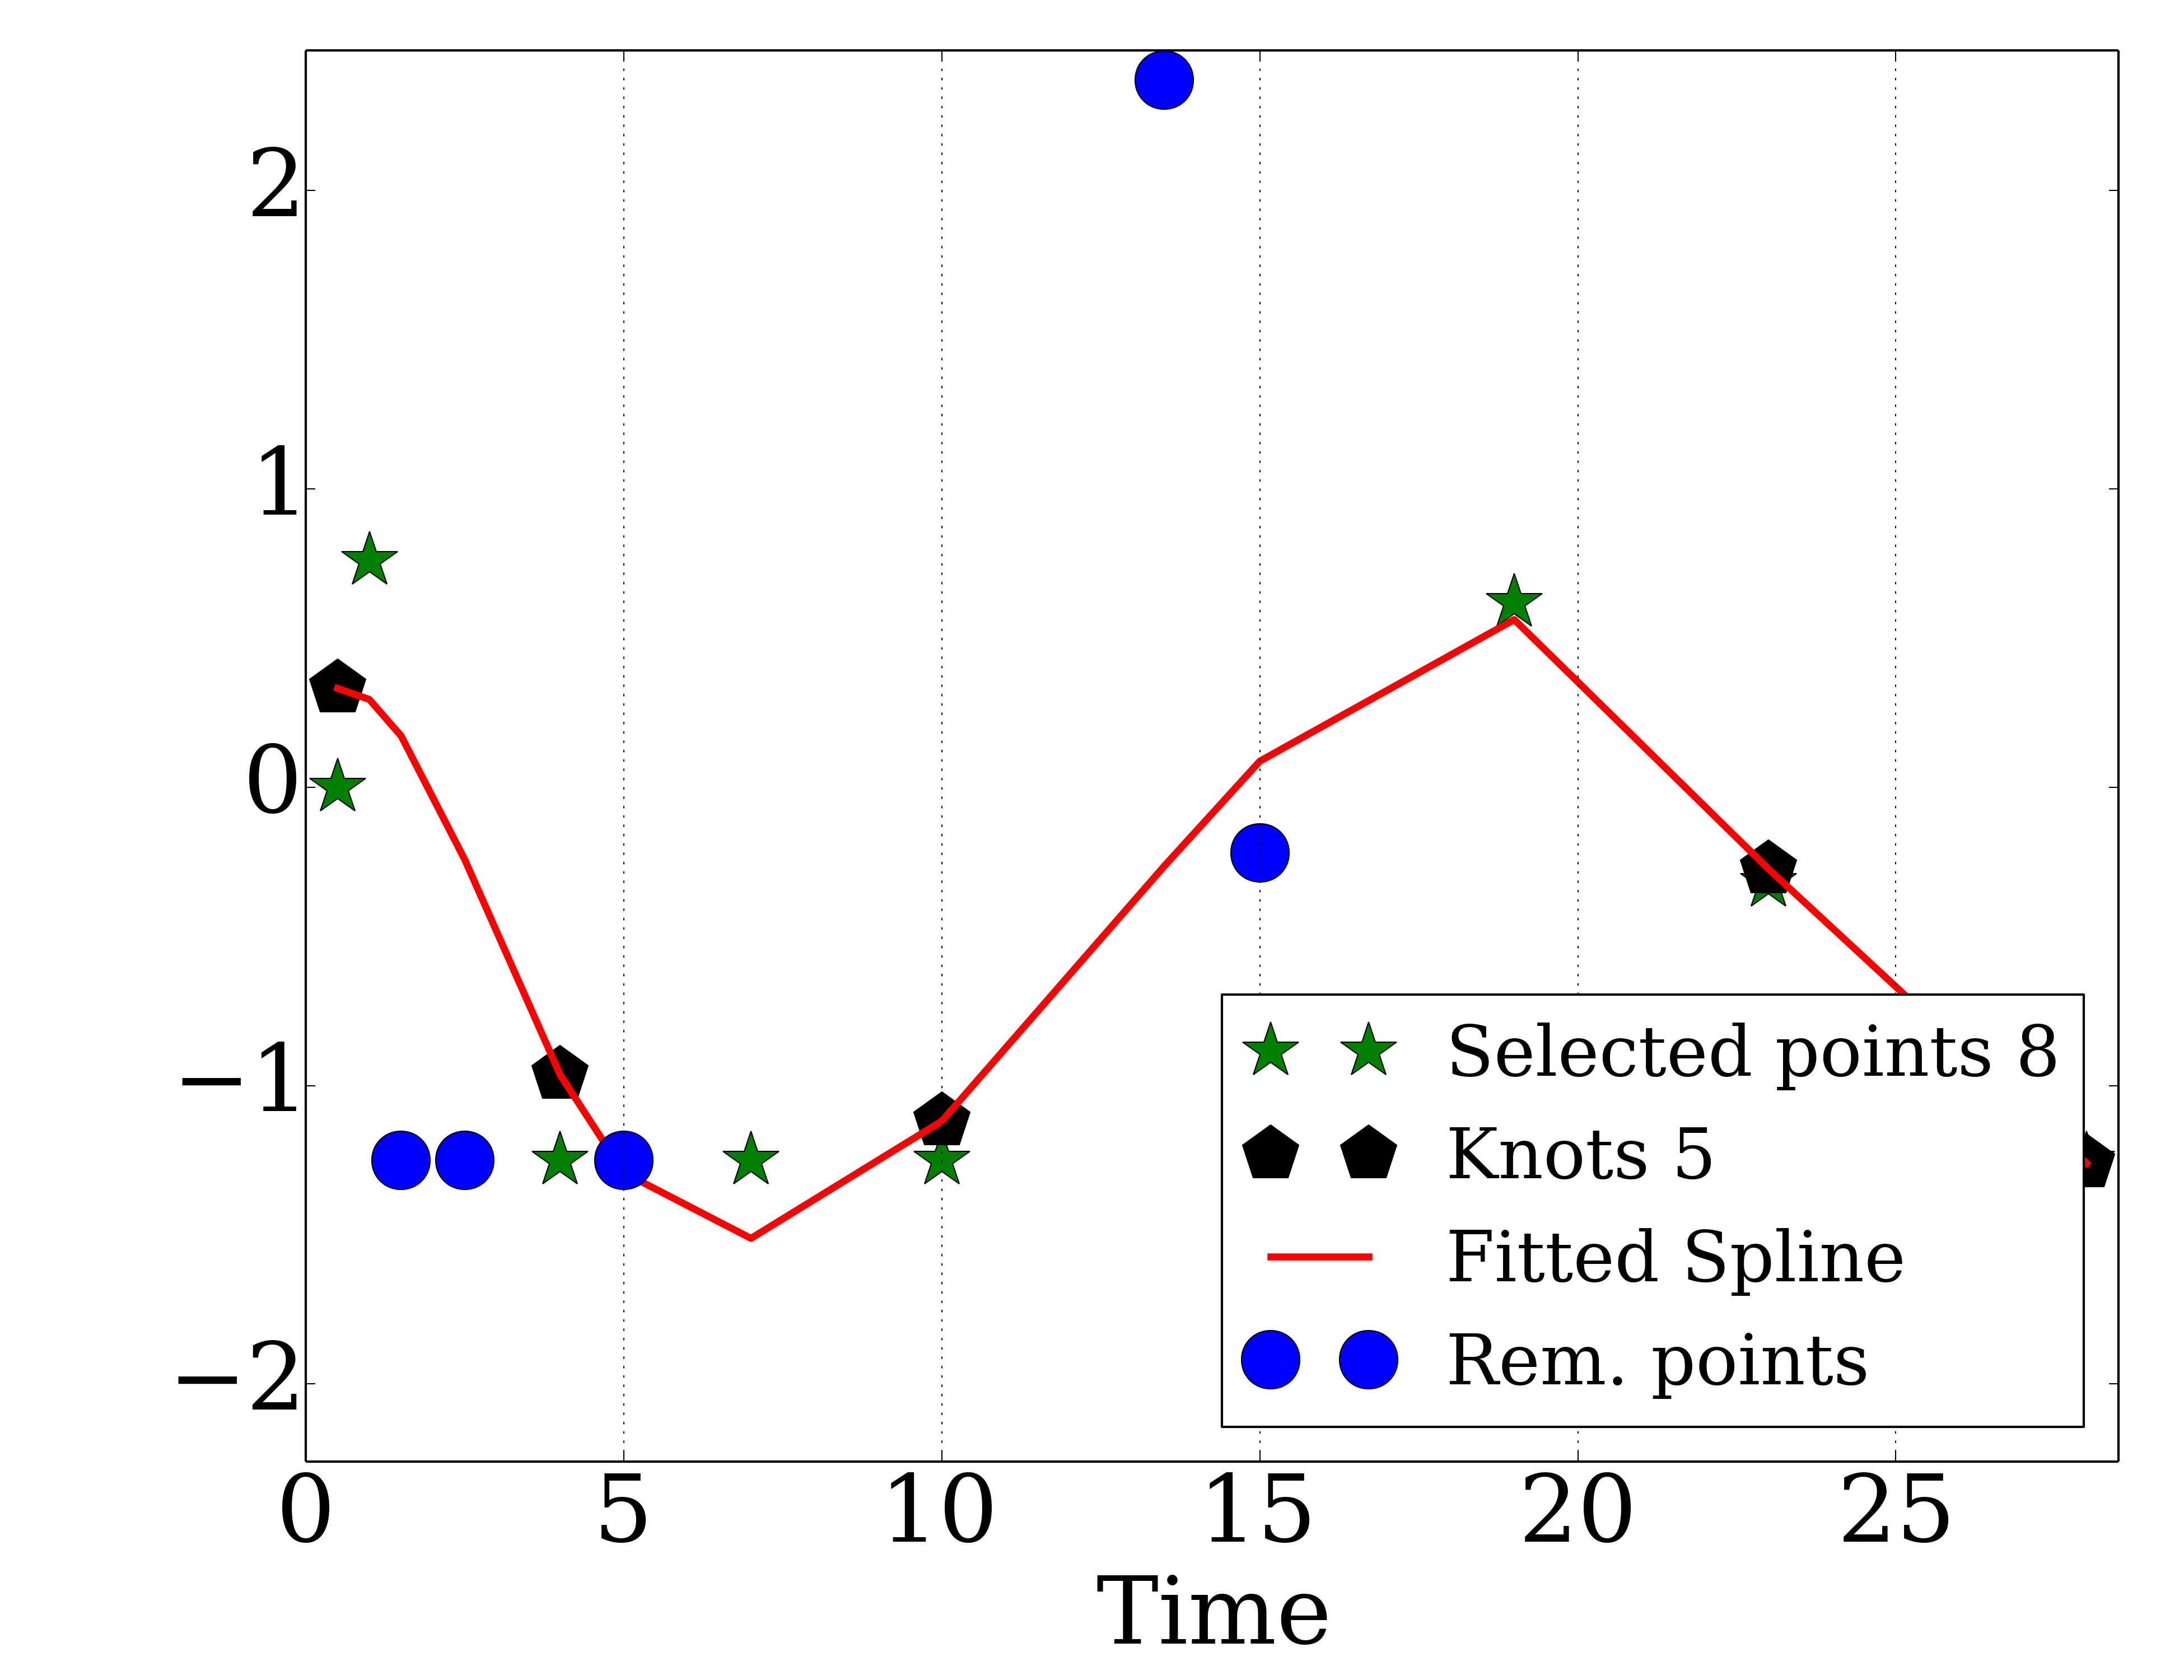 2
1
0
−1
−2
Selected points 8
Knots 5
Fitted Spline
Rem. points
0 5 10 15 20 25
Time